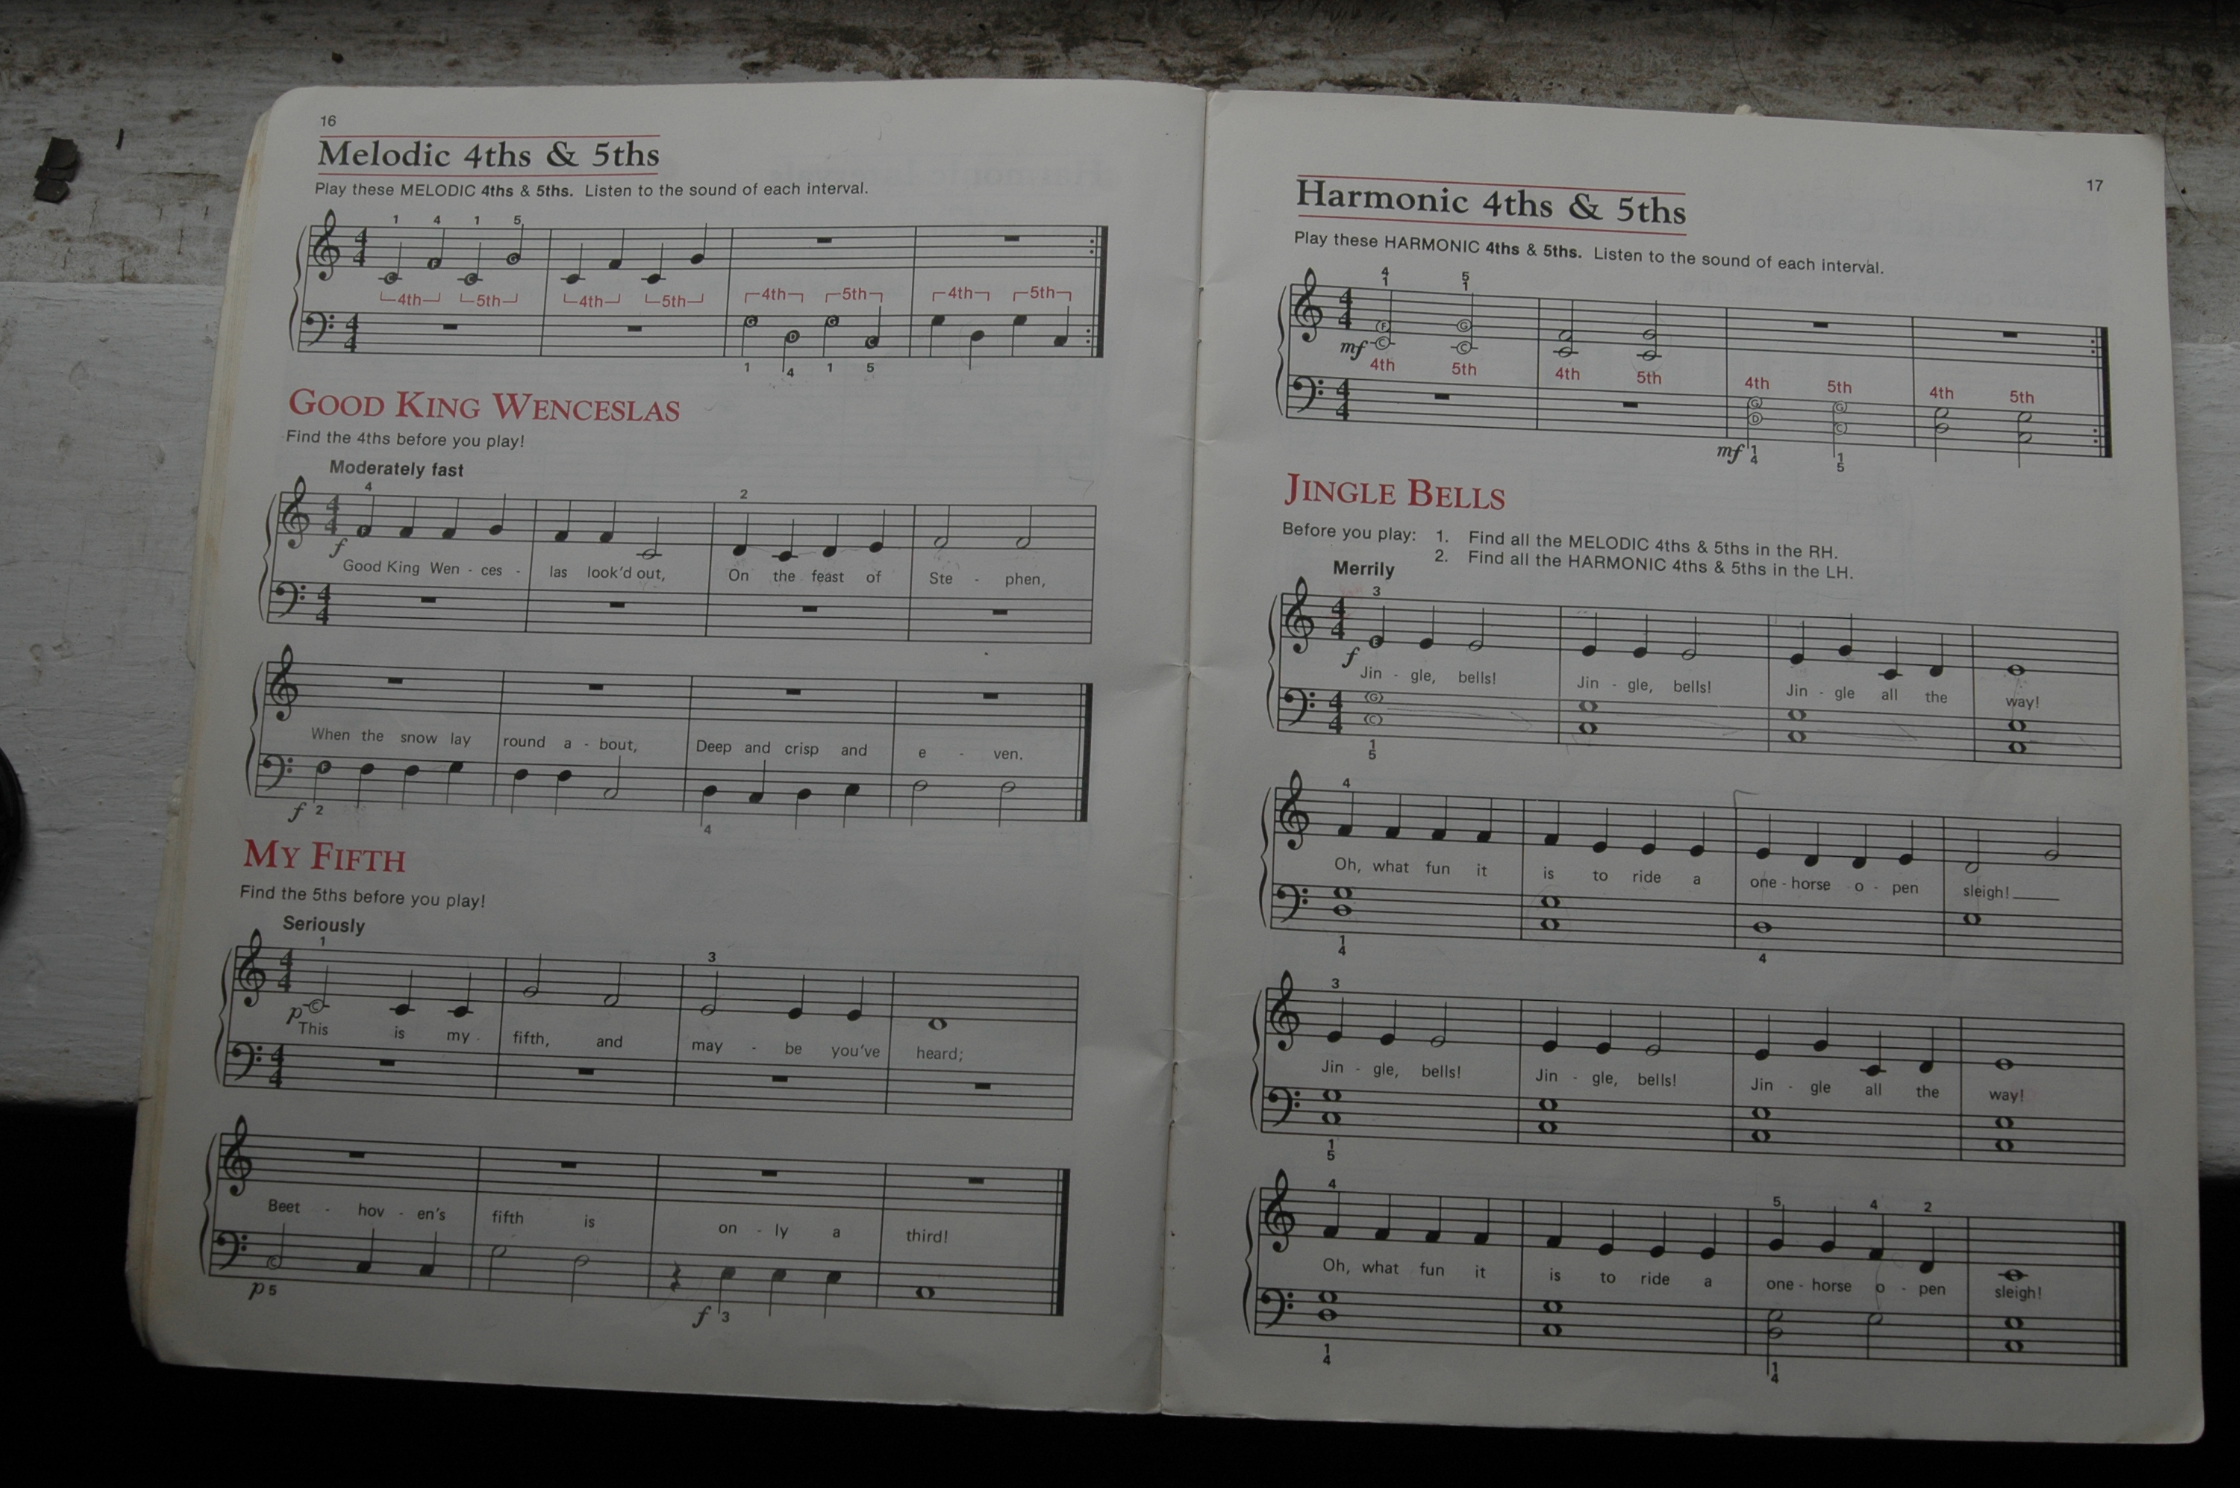 16
Melodic 4ths & 5ths
Play these MELODIC 4ths & 5ths. Listen to the sound of each interval.
1 4 1 5
C F C G
4th 5th 4th 5th 4th 5th 4th 5th
G D G C
1 4 1 5
GOOD KING WENCESLAS
Find the 4ths before you play!
Moderately fast
4 2
f
Good King Wen - ces - las look'd out, On the feast of Ste - phen,
When the snow lay round a - bout, Deep and crisp and e - ven.
f 2 4
MY FIFTH
Find the 5ths before you play!
Seriously
1 3
p
This is my fifth, and may - be you've heard;
Beet - hov - en's fifth is on - ly a third!
p 5 f 3
17
Harmonic 4ths & 5ths
Play these HARMONIC 4ths & 5ths. Listen to the sound of each interval.
4 5
1 1
F G
mf C C
4th 5th 4th 5th 4th 5th 4th 5th
G G
D C
mf 1 1
4 5
JINGLE BELLS
Before you play: 1. Find all the MELODIC 4ths & 5ths in the RH.
2. Find all the HARMONIC 4ths & 5ths in the LH.
Merrily
3
E
f
Jin - gle, bells! Jin - gle, bells! Jin - gle all the way!
G
C
1
5
4
Oh, what fun it is to ride a one - horse o - pen sleigh!
1
4 4
3
Jin - gle, bells! Jin - gle, bells! Jin - gle all the way!
1
5
4 5 4 2
Oh, what fun it is to ride a one - horse o - pen sleigh!
1 1
4 4